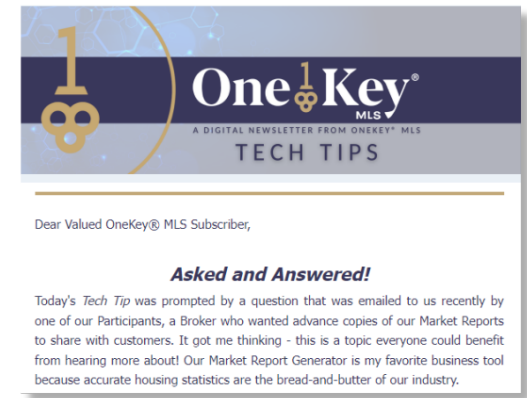 One Key®
MLS
A DIGITAL NEWSLETTER FROM ONEKEY® MLS
TECH TIPS
Dear Valued OneKey® MLS Subscriber,
Asked and Answered!
Today's Tech Tip was prompted by a question that was emailed to us recently by
one of our Participants, a Broker who wanted advance copies of our Market Reports
to share with customers. It got me thinking - this is a topic everyone could benefit
from hearing more about! Our Market Report Generator is my favorite business tool
because accurate housing statistics are the bread-and-butter of our industry.